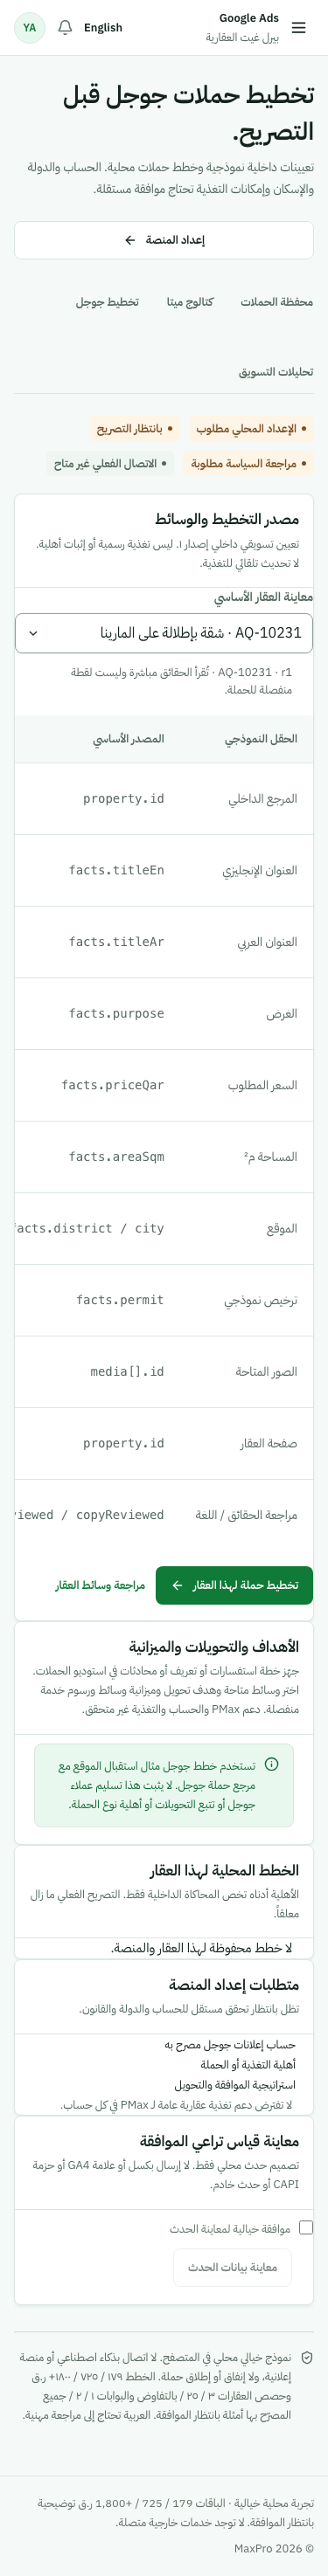 Google Ads
بيرل غيت العقارية
English
YA
تخطيط حملات جوجل قبل
التصريح.
تعيينات داخلية نموذجية وخطط حملات محلية. الحساب والدولة
والإسكان وإمكانات التغذية تحتاج موافقة مستقلة.
إعداد المنصة
محفظة الحملات
كتالوج ميتا
تخطيط جوجل
تحليلات التسويق
الإعداد المحلي مطلوب
بانتظار التصريح
مراجعة السياسة مطلوبة
الاتصال الفعلي غير متاح
مصدر التخطيط والوسائط
تعيين تسويقي داخلي إصدار ١. ليس تغذية رسمية أو إثبات أهلية.
لا تحديث تلقائي للتغذية.
معاينة العقار الأساسي
AQ-10231 · شقة بإطلالة على المارينا
AQ-10231 · r1 · تُقرأ الحقائق مباشرة وليست لقطة
منفصلة للحملة.
الحقل النموذجي
المصدر الأساسي
المرجع الداخلي
property.id
العنوان الإنجليزي
facts.titleEn
العنوان العربي
facts.titleAr
الغرض
facts.purpose
السعر المطلوب
facts.priceQar
المساحة م²
facts.areaSqm
الموقع
facts.district / city
ترخيص نموذجي
facts.permit
الصور المتاحة
media[].id
صفحة العقار
property.id
مراجعة الحقائق / اللغة
viewed / copyReviewed
تخطيط حملة لهذا العقار
مراجعة وسائط العقار
الأهداف والتحويلات والميزانية
جهّز خطة استفسارات أو تعريف أو محادثات في استوديو الحملات.
اختر وسائط متاحة وهدف تحويل وميزانية وسائط ورسوم خدمة
منفصلة. دعم PMax والحساب والتغذية غير متحقق.
تستخدم خطط جوجل مثال استقبال الموقع مع
مرجع حملة جوجل. لا يثبت هذا تسليم عملاء
جوجل أو تتبع التحويلات أو أهلية نوع الحملة.
الخطط المحلية لهذا العقار
الأهلية أدناه تخص المحاكاة الداخلية فقط. التصريح الفعلي ما زال
معلقاً.
لا خطط محفوظة لهذا العقار والمنصة.
متطلبات إعداد المنصة
تظل بانتظار تحقق مستقل للحساب والدولة والقانون.
حساب إعلانات جوجل مصرح به
أهلية التغذية أو الحملة
استراتيجية الموافقة والتحويل
لا تفترض دعم تغذية عقارية عامة لـ PMax في كل حساب.
معاينة قياس تراعي الموافقة
تصميم حدث محلي فقط. لا إرسال بكسل أو علامة GA4 أو حزمة
CAPI أو حدث خادم.
موافقة خيالية لمعاينة الحدث
معاينة بيانات الحدث
نموذج خيالي محلي في المتصفح. لا اتصال بذكاء اصطناعي أو منصة
إعلانية، ولا إنفاق أو إطلاق حملة. الخطط ١٧٩ / ٧٢٥ / ١٨٠٠+ ر.ق
وحصص العقارات ٣ / ٢٥ / بالتفاوض والبوابات ١ / ٢ / جميع
المصرّح بها أمثلة بانتظار الموافقة. العربية تحتاج إلى مراجعة مهنية.
تجربة محلية خيالية · الباقات 179 / 725 / +1,800 ر.ق توضيحية
بانتظار الموافقة. لا توجد خدمات خارجية متصلة.
© 2026 MaxPro